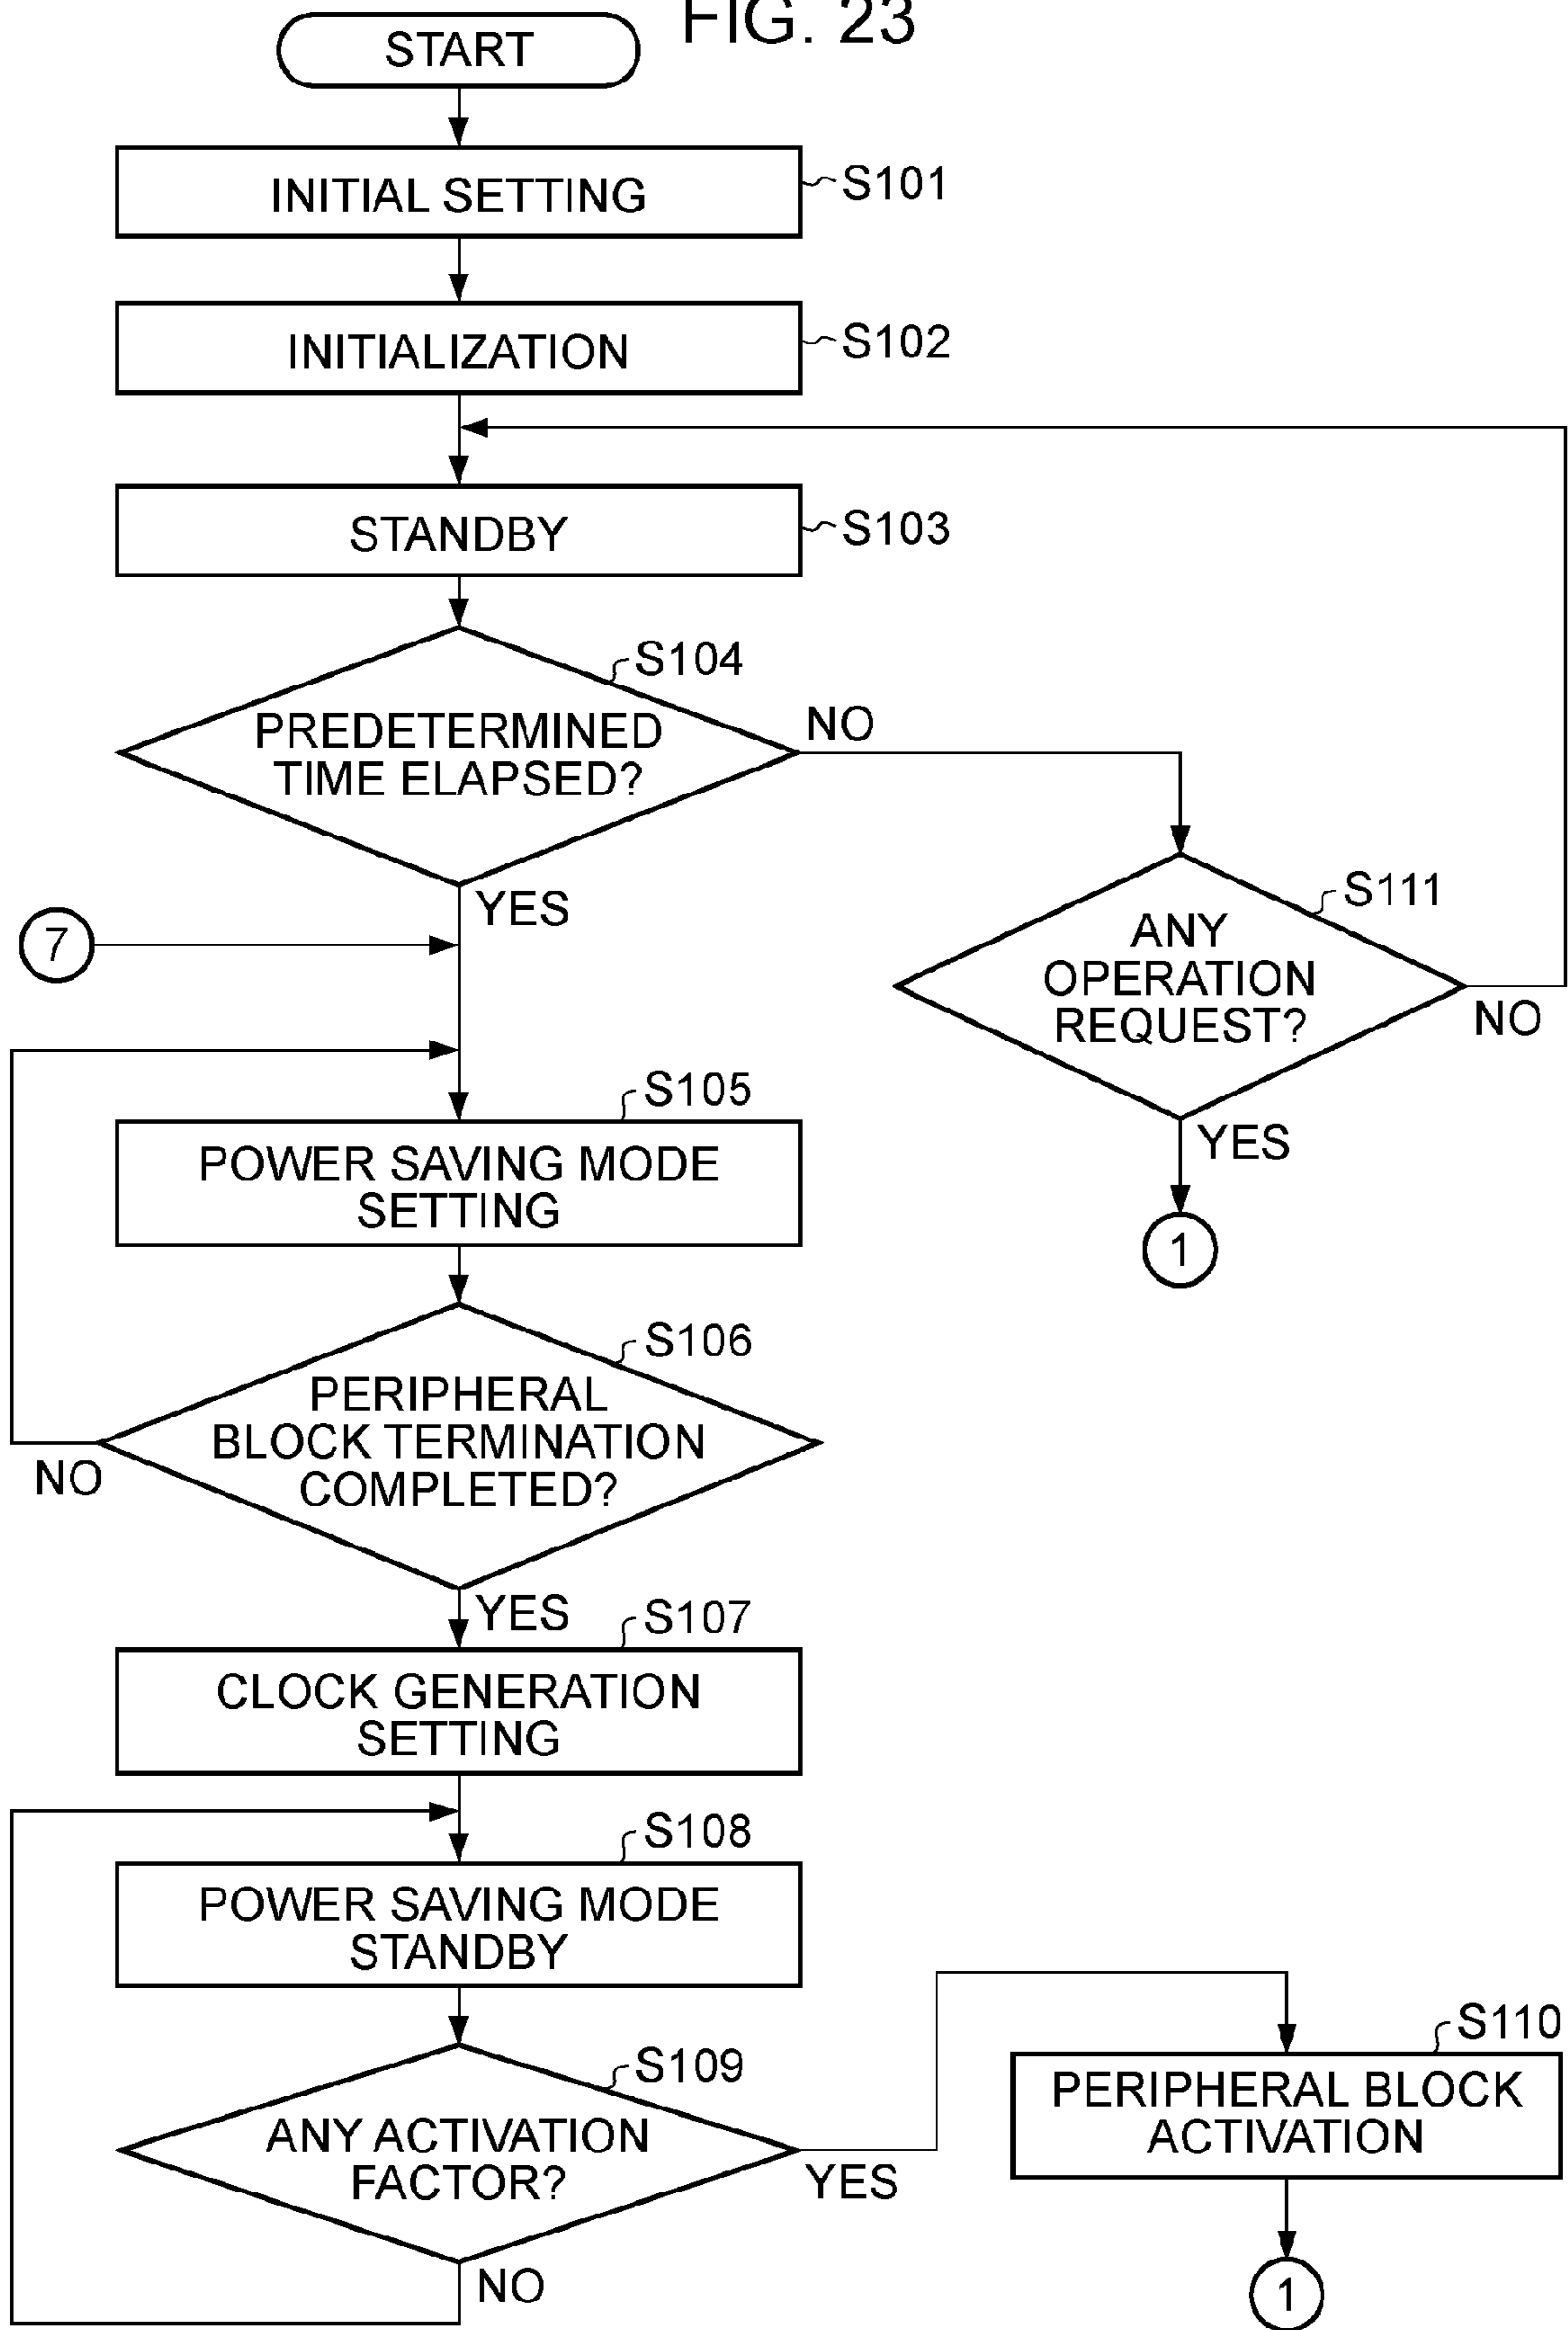 FIG. 23
START
INITIAL SETTING
S101
INITIALIZATION
S102
STANDBY
S103
S104
PREDETERMINED
TIME ELAPSED?
NO
YES
7
S111
ANY
OPERATION
REQUEST?
NO
YES
1
S105
POWER SAVING MODE
SETTING
S106
PERIPHERAL
BLOCK TERMINATION
COMPLETED?
NO
YES
S107
CLOCK GENERATION
SETTING
S108
POWER SAVING MODE
STANDBY
S109
ANY ACTIVATION
FACTOR?
YES
NO
S110
PERIPHERAL BLOCK
ACTIVATION
1